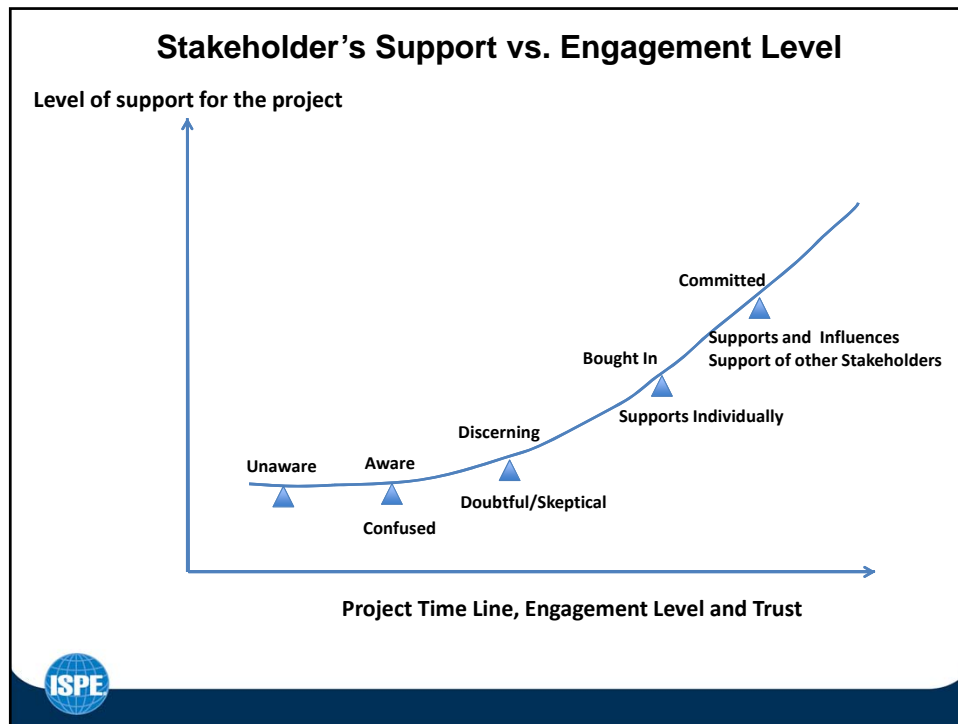 Stakeholder’s Support vs. Engagement Level
Level of support for the project
Committed
Supports and Influences
Support of other Stakeholders
Bought In
Supports Individually
Discerning
Doubtful/Skeptical
Unaware
Aware
Confused
Project Time Line, Engagement Level and Trust
ISPE